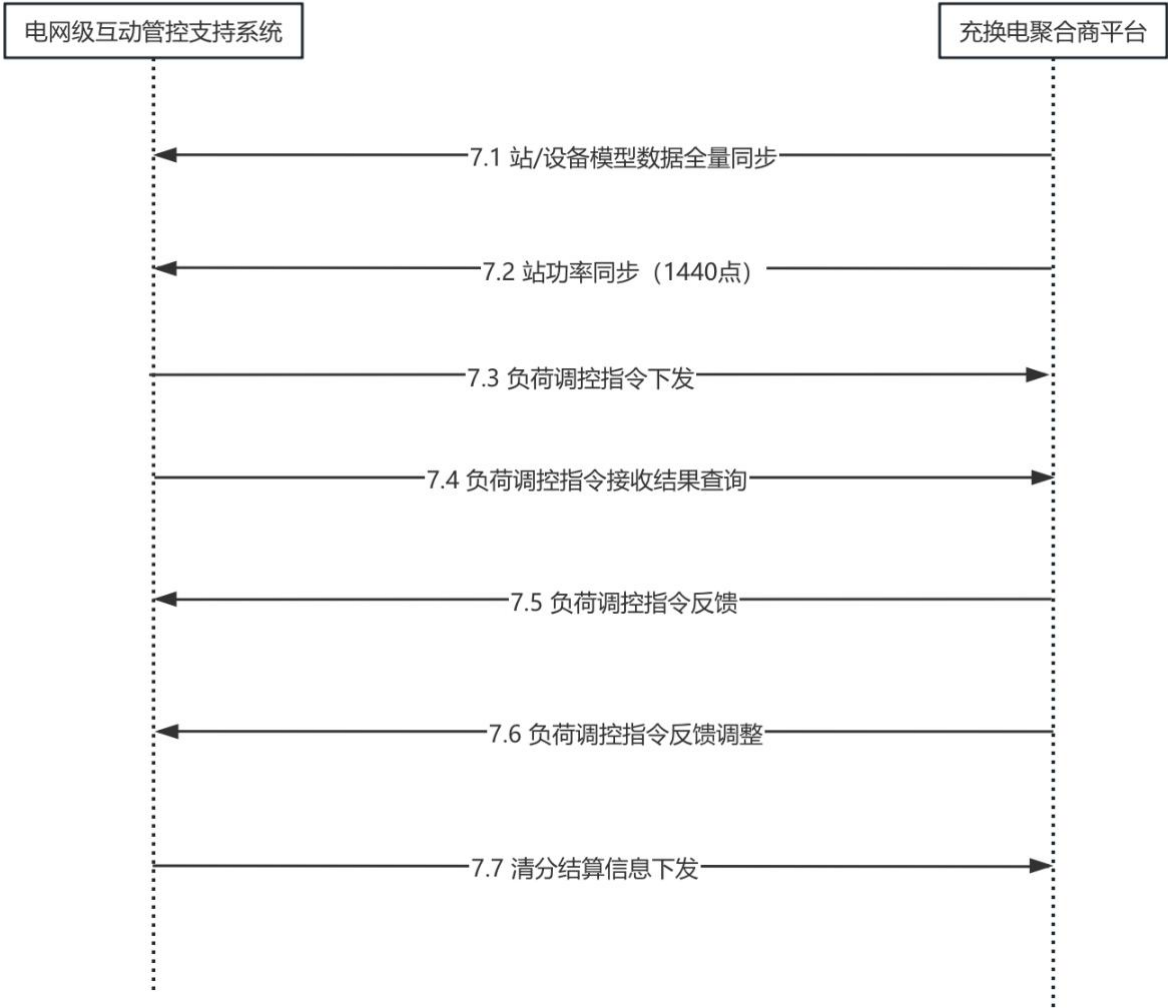 电网级互动管控支持系统
充换电聚合商平台
7.1 站/设备模型数据全量同步
7.2 站功率同步（1440点）
7.3 负荷调控指令下发
7.4 负荷调控指令接收结果查询
7.5 负荷调控指令反馈
7.6 负荷调控指令反馈调整
7.7 清分结算信息下发